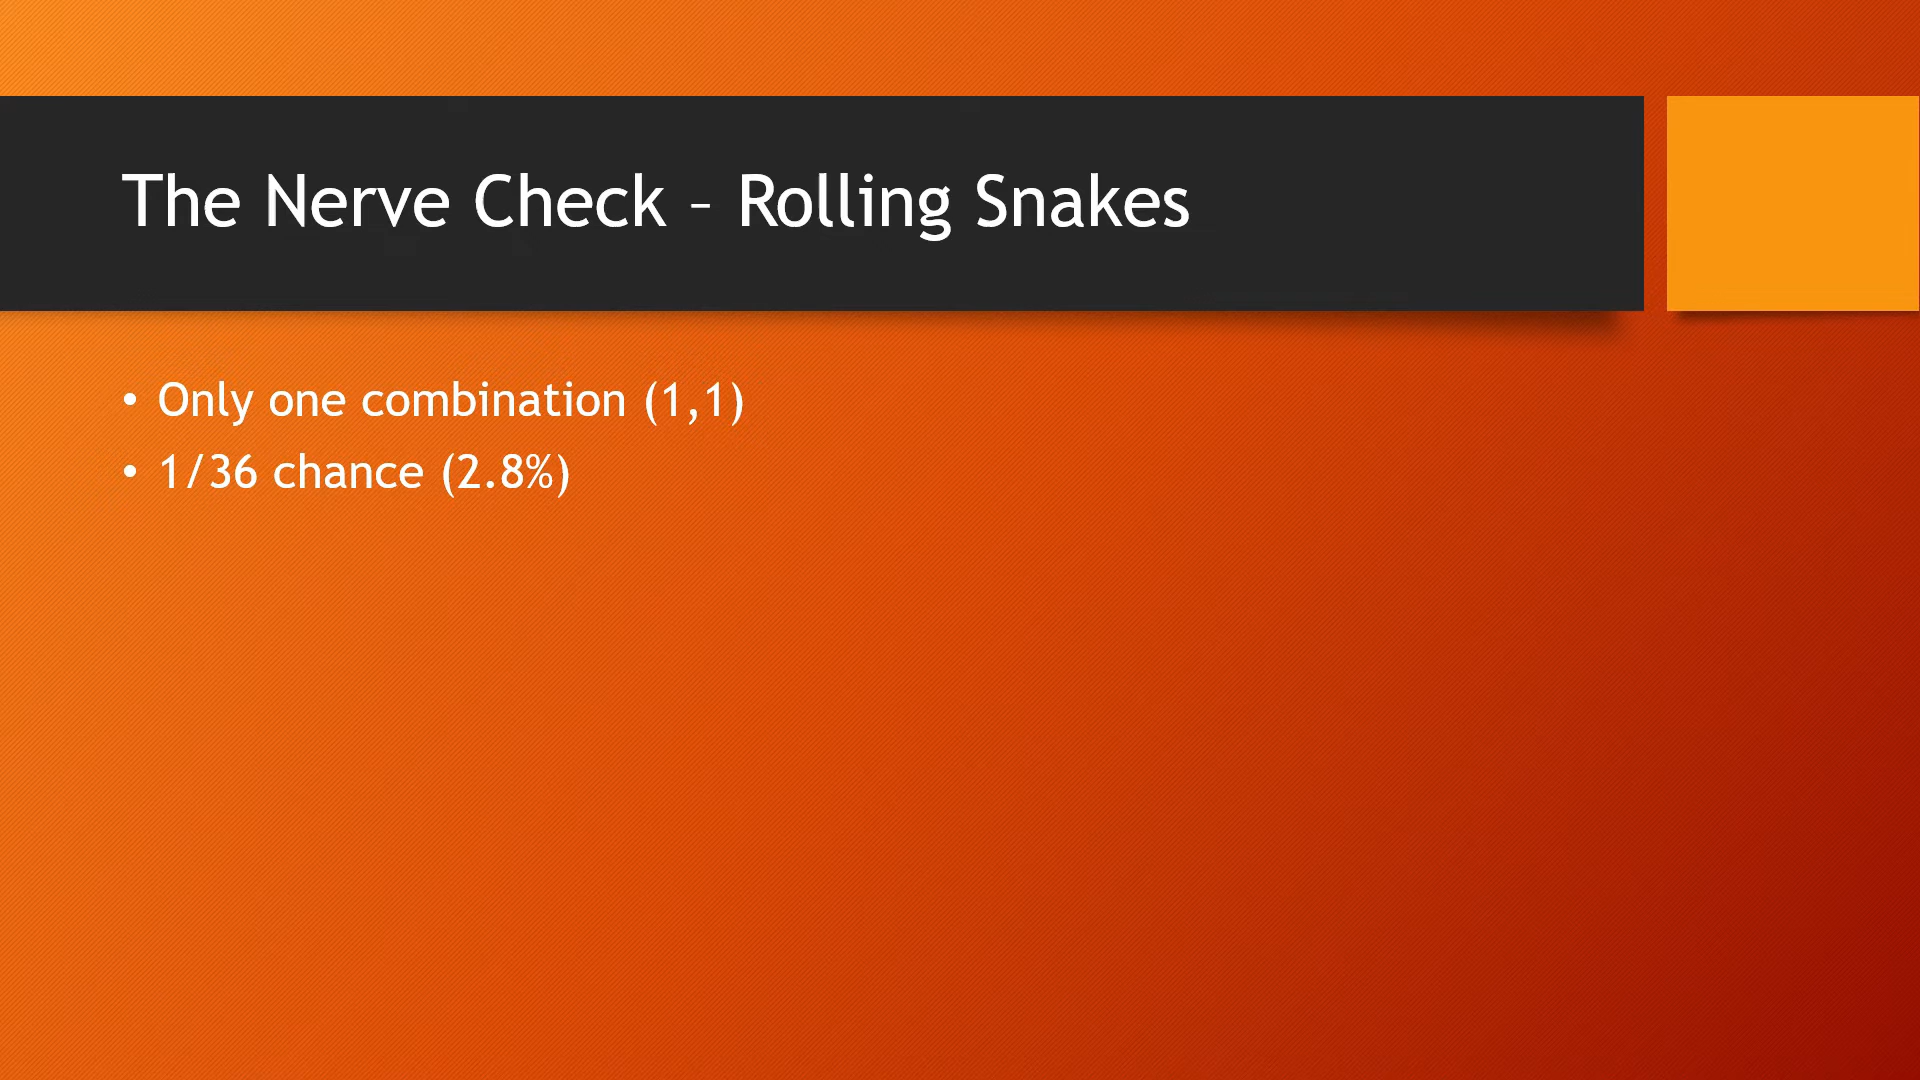 The Nerve Check – Rolling Snakes
• Only one combination (1,1)
• 1/36 chance (2.8%)